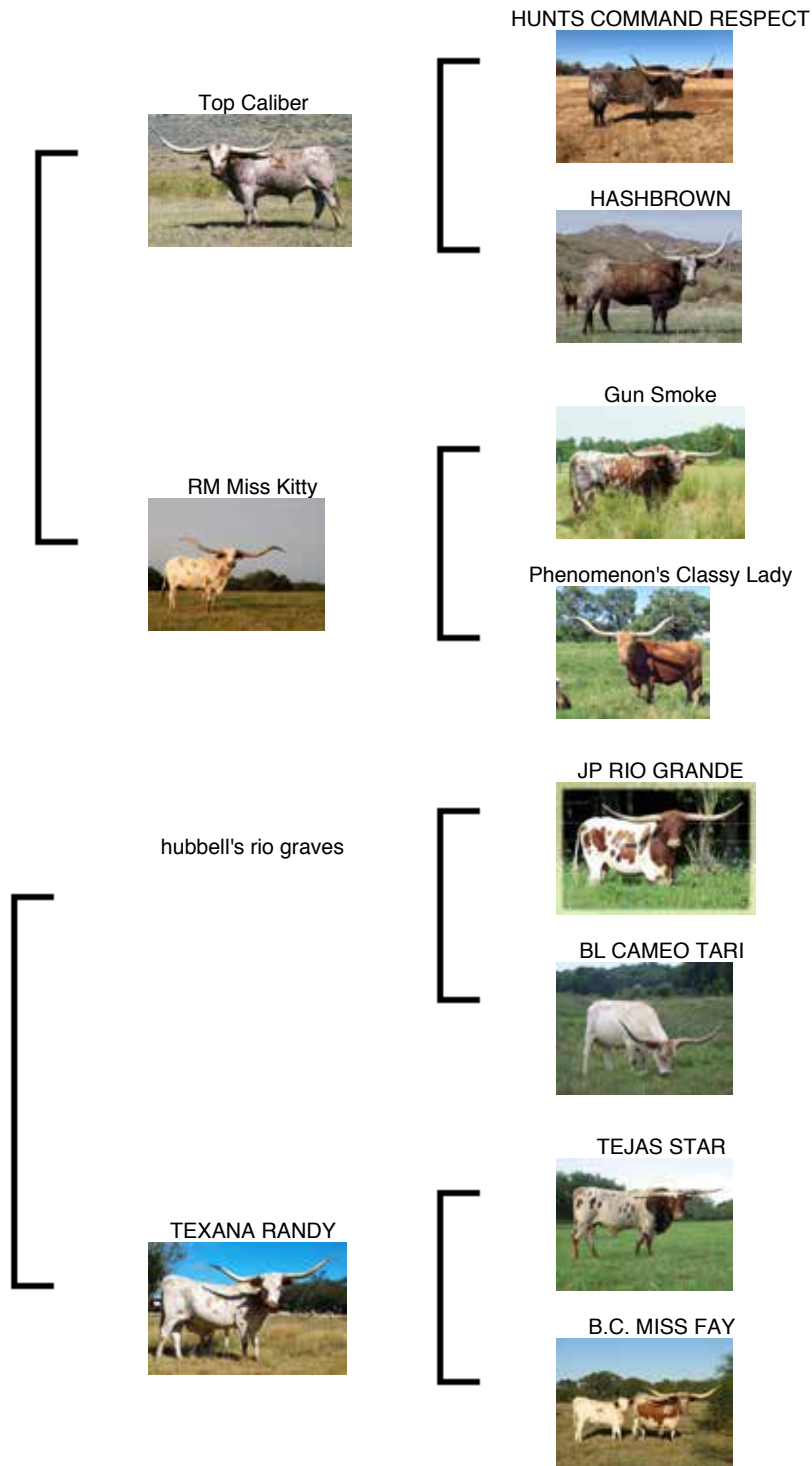 HUNTS COMMAND RESPECT
Top Caliber
HASHBROWN
Gun Smoke
RM Miss Kitty
Phenomenon's Classy Lady
JP RIO GRANDE
hubbell's rio graves
BL CAMEO TARI
TEJAS STAR
TEXANA RANDY
B.C. MISS FAY